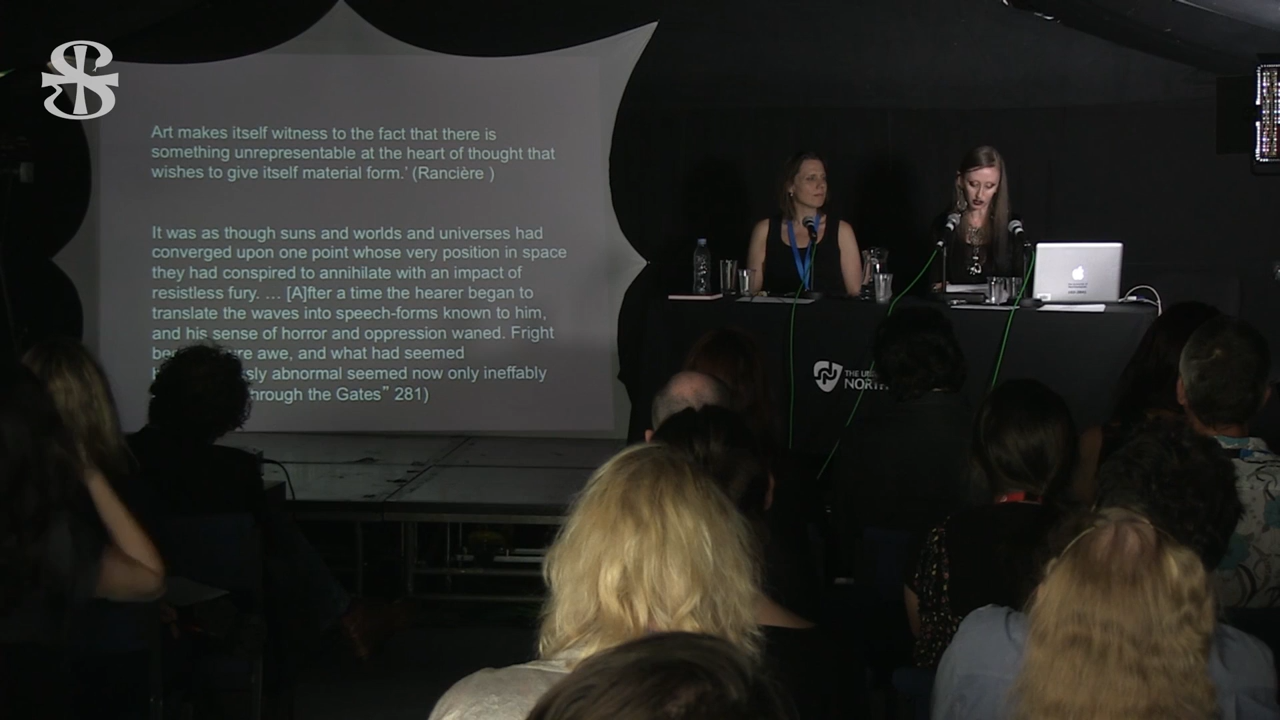 Art makes itself witness to the fact that there is
something unrepresentable at the heart of thought that
wishes to give itself material form.' (Rancière )
It was as though suns and worlds and universes had
converged upon one point whose very position in space
they had conspired to annihilate with an impact of
resistless fury. … [A]fter a time the hearer began to
translate the waves into speech-forms known to him,
and his sense of horror and oppression waned. Fright
awe, and what had seemed
abnormal seemed now only ineffably
hrough the Gates” 281)
THE
NORTH